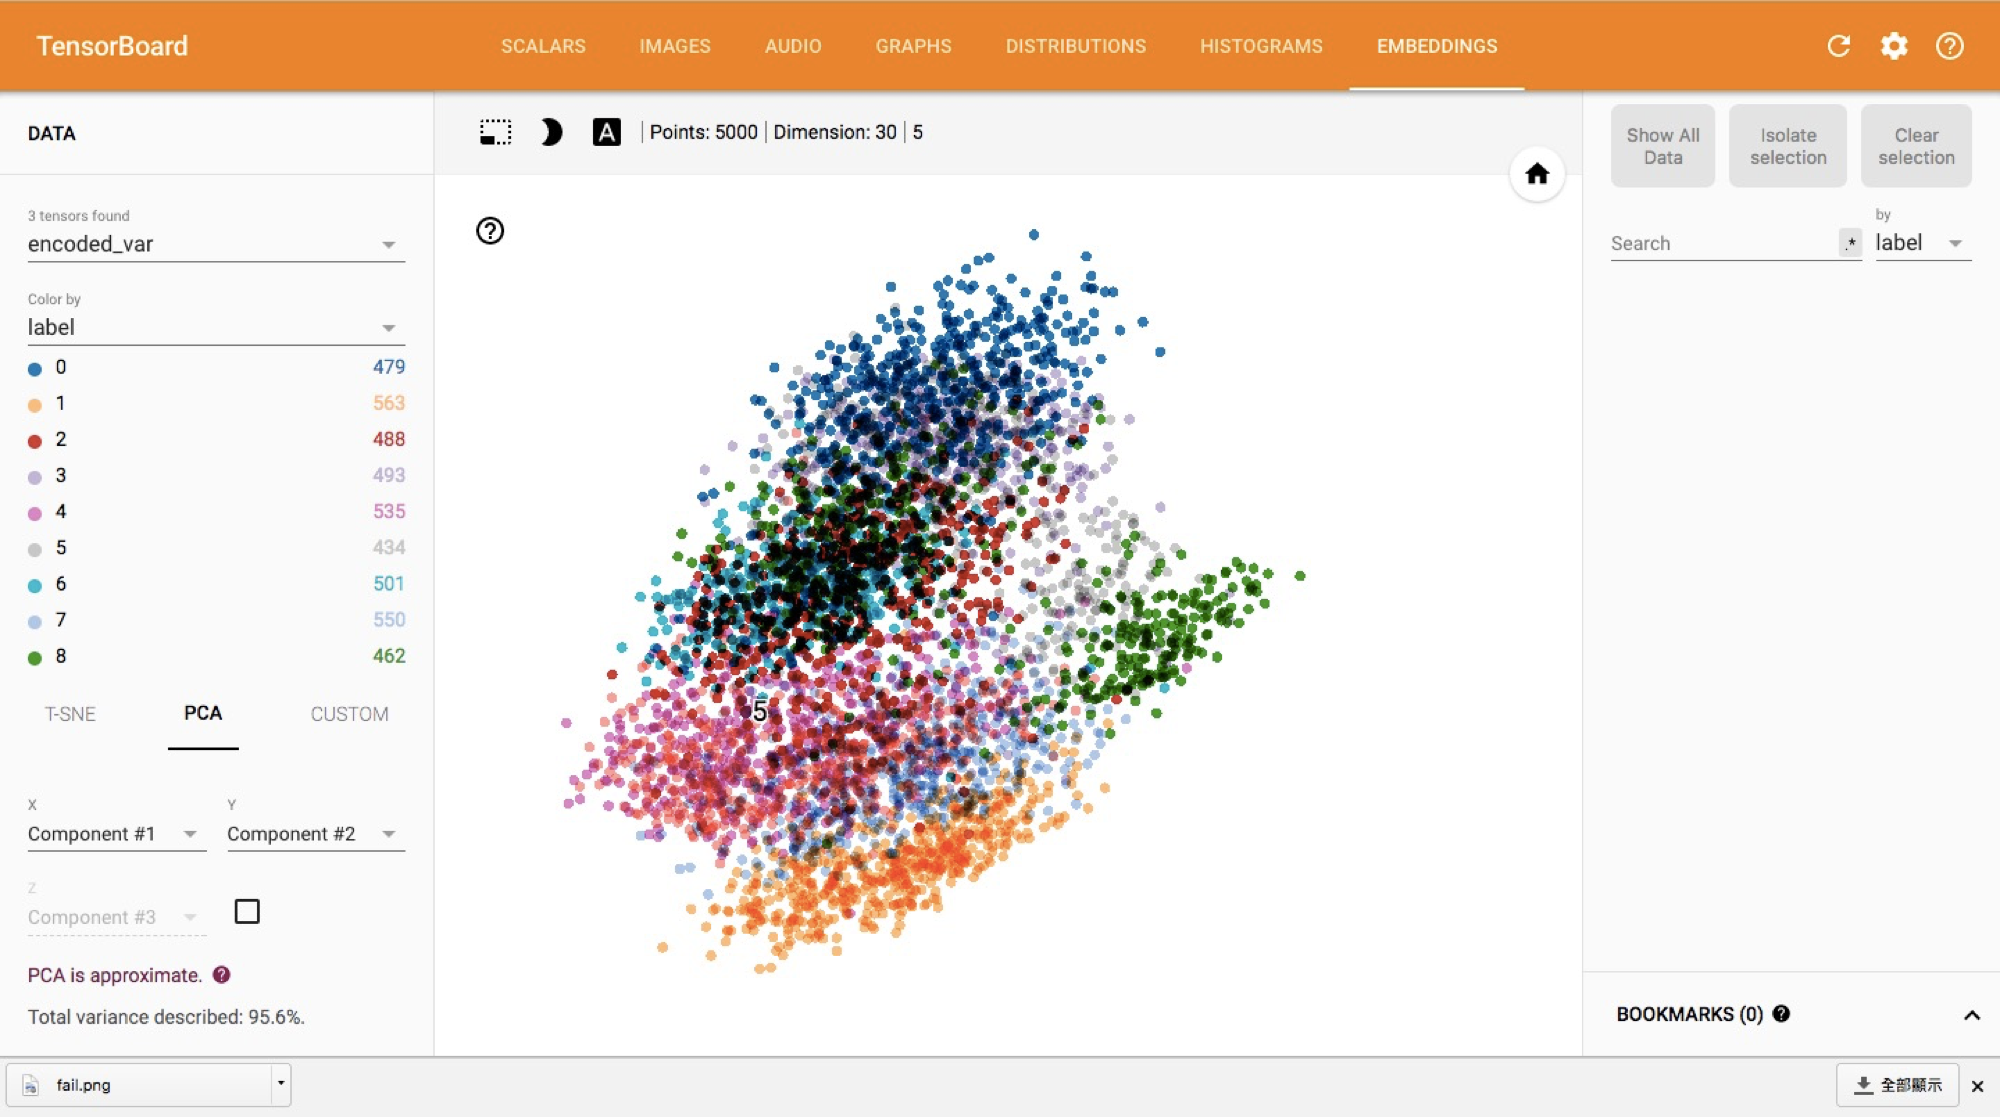 TensorBoard
SCALARS IMAGES AUDIO GRAPHS DISTRIBUTIONS HISTOGRAMS EMBEDDINGS
DATA
3 tensors found
encoded_var
Color by
label
0 479
1 563
2 488
3 493
4 535
5 434
6 501
7 550
8 462
T-SNE PCA CUSTOM
X Y
Component #1 Component #2
Z
Component #3
PCA is approximate.
Total variance described: 95.6%.
A Points: 5000 Dimension: 30 5
5
Show All Data
Isolate selection
Clear selection
Search .*
by
label
BOOKMARKS (0)
fail.png
全部顯示